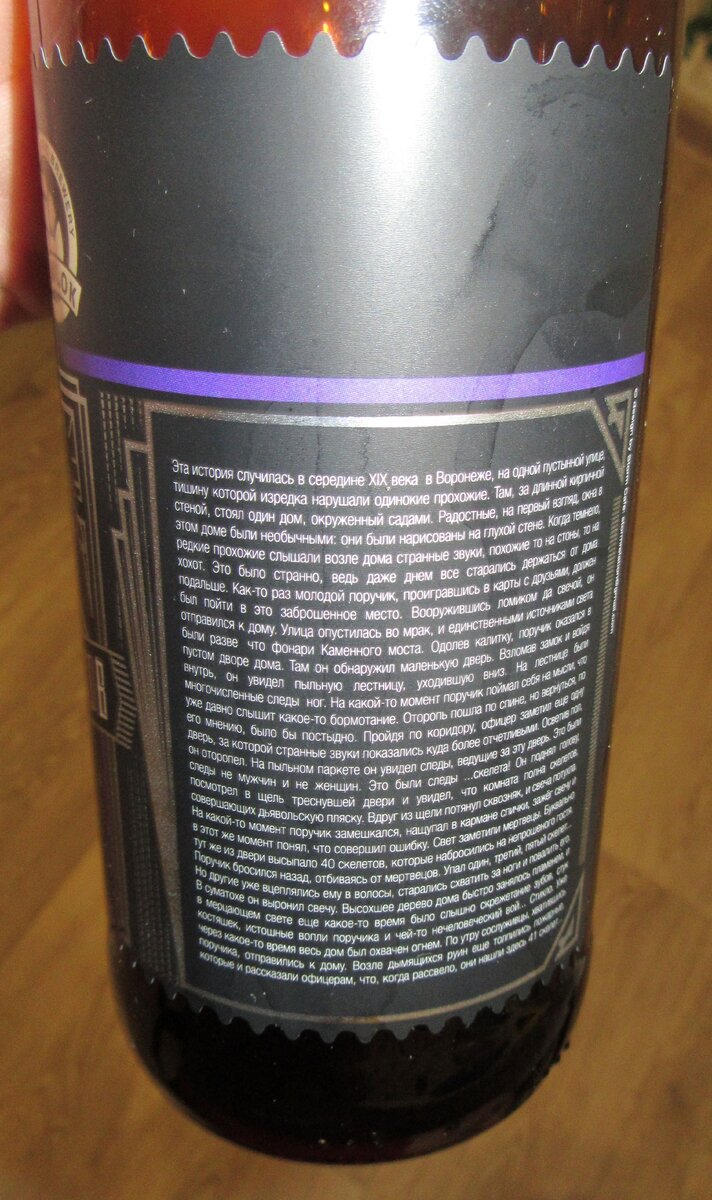 BREWERY
OK
В
Эта история случилась в середине XIX века в Воронеже, на одной пустынной улице,
тишину которой изредка нарушали одинокие прохожие. Там, за длинной кирпичной
стеной, стоял один дом, окруженный садами. Радостные, на первый взгляд, окна в
этом доме были необычными: они были нарисованы на глухой стене. Когда темнело,
редкие прохожие слышали возле дома странные звуки, похожие то на стоны, то на
хохот. Это было странно, ведь даже днем все старались держаться от дома
подальше. Как-то раз молодой поручик, проигравшись в карты с друзьями, должен
был пойти в это заброшенное место. Вооружившись ломиком да свечой, он
отправился к дому. Улица опустилась во мрак, и единственными источниками света
были разве что фонари Каменного моста. Одолев калитку, поручик оказался в
пустом дворе дома. Там он обнаружил маленькую дверь. Взломав замок и войдя
внутрь, он увидел пыльную лестницу, уходившую вниз. На лестнице были
многочисленные следы ног. На какой-то момент поручик поймал себя на мысли, что
уже давно слышит какое-то бормотание. Оторопь пошла по спине, но вернуться, по
его мнению, было бы постыдно. Пройдя по коридору, офицер заметил еще одну
дверь, за которой странные звуки показались куда более отчетливыми. Осветив пол,
он оторопел. На пыльном паркете он увидел следы, ведущие за эту дверь. Это были
следы не мужчин и не женщин. Это были следы ...скелета! Он поднял голову,
посмотрел в щель треснувшей двери и увидел, что комната полна скелетов,
совершающих дьявольскую пляску. Вдруг из щели потянул сквозняк, и свеча потухла.
На какой-то момент поручик замешкался, нащупал в кармане спички, зажёг свечу и
в этот же момент понял, что совершил ошибку. Свет заметили мертвецы. Буквально
тут же из двери высыпало 40 скелетов, которые набросились на непрошеного гостя.
Поручик бросился назад, отбиваясь от мертвецов. Упал один, третий, пятый скелет...
Но другие уже вцеплялись ему в волосы, старались схватить за ноги и повалить его.
В суматохе он выронил свечу. Высохшее дерево дома быстро занялось пламенем, и
в мерцающем свете еще какое-то время было слышно скрежетание зубов, стук
костяшек, истошные вопли поручика и чей-то нечеловеческий вой...
через какое-то время весь дом был охвачен огнем. По утру сослуживцы, хватившись
поручика, отправились к дому. Возле дымящихся руин еще толпились пожарные,
которые и рассказали офицерам, что, когда рассвело, они нашли здесь 41 скелет.
© design by